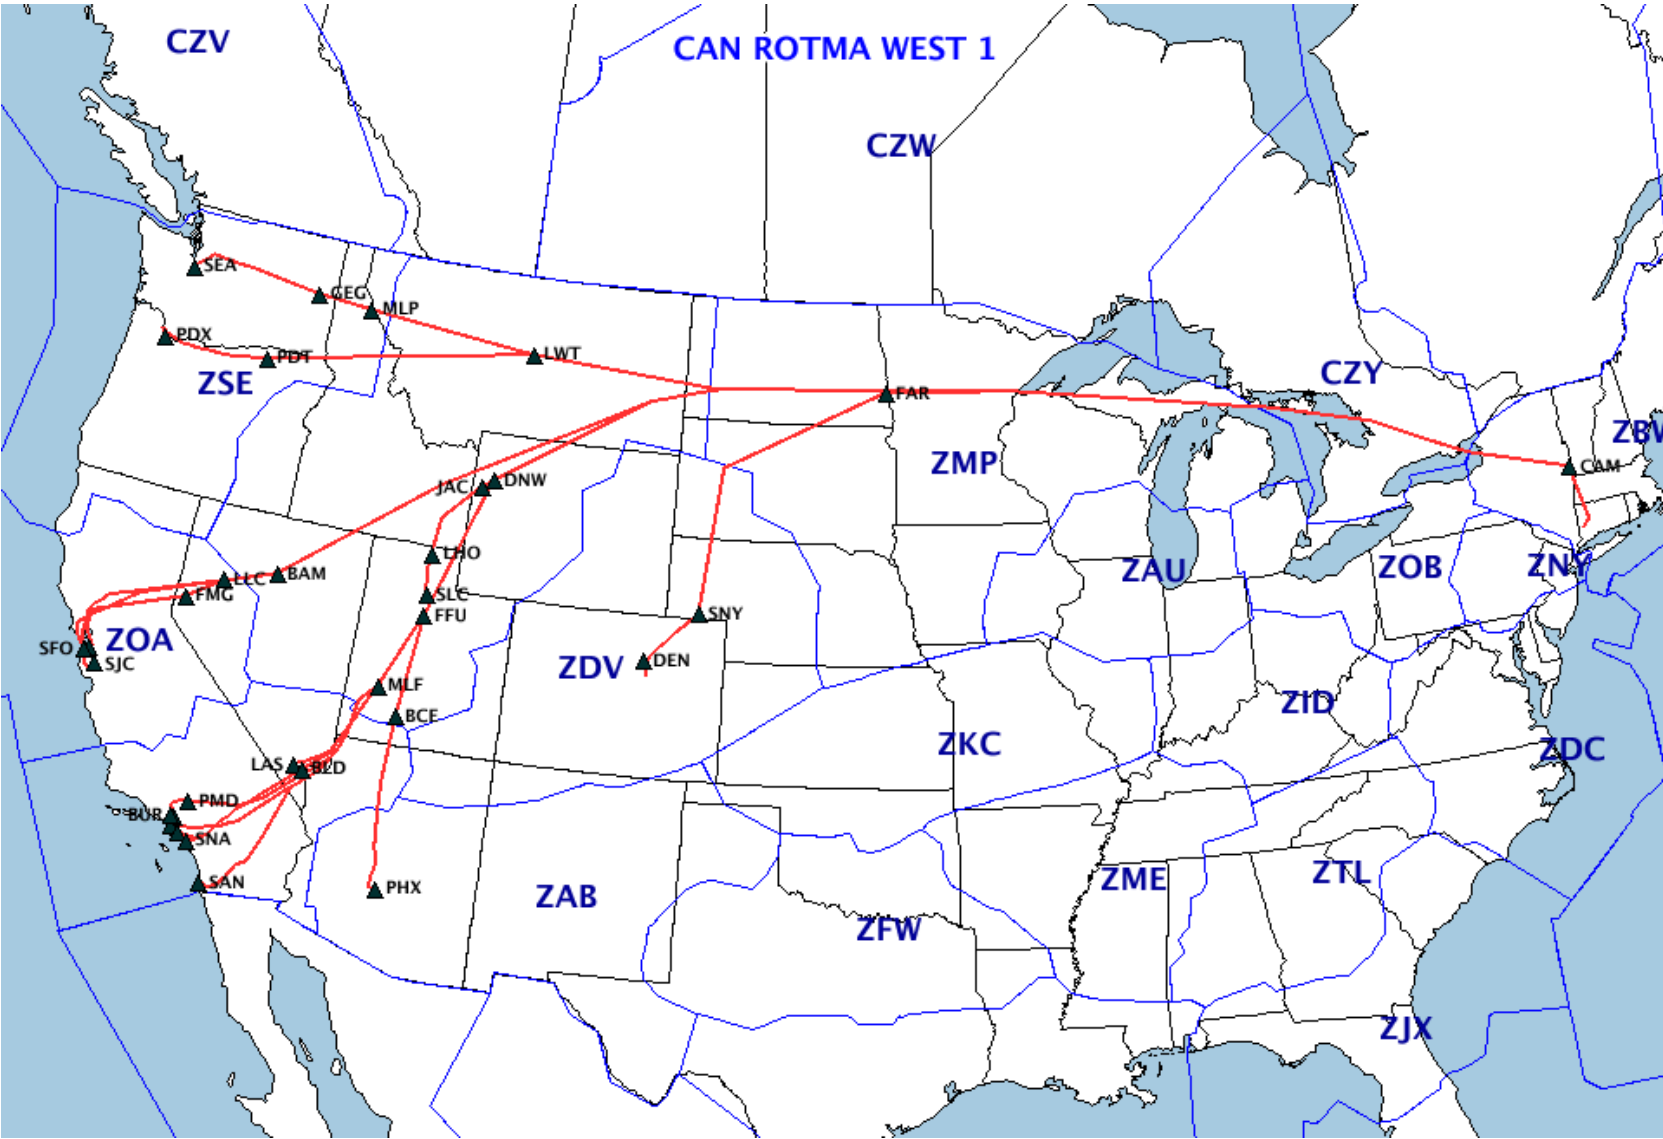 CZV
CAN ROTMA WEST 1
CZW
SEA
GEG
MLP
PDX
PDT
LWT
ZSE
CZY
FAR
ZBW
ZMP
CAM
JAC
DNW
LHO
LLC
BAM
ZAU
ZOB
ZNY
FMG
SLC
FFU
SNY
SFO
ZOA
SJC
ZDV
DEN
MLF
ZID
BCE
ZKC
ZDC
LAS
BLD
PMD
BUR
SNA
SAN
PHX
ZAB
ZME
ZTL
ZFW
ZJX